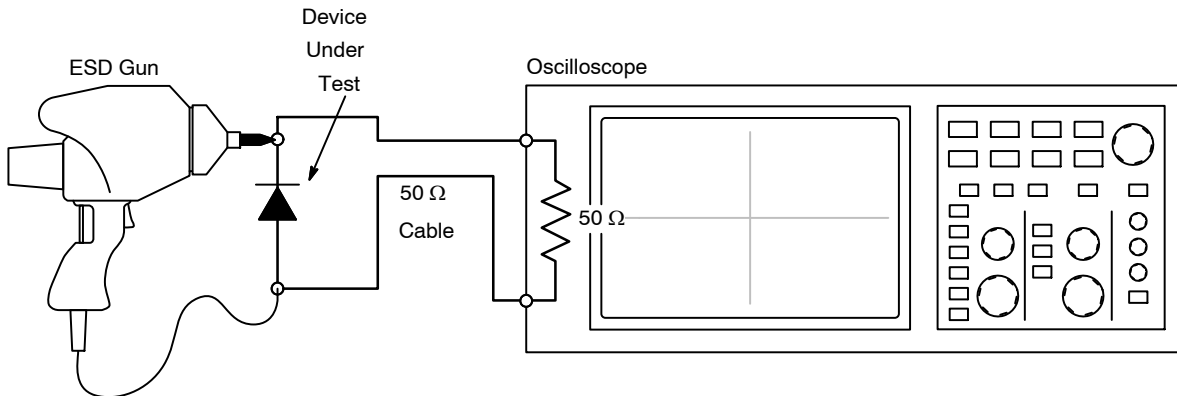 Device
Under
Test
ESD Gun
Oscilloscope
50 Ω
Cable
50 Ω